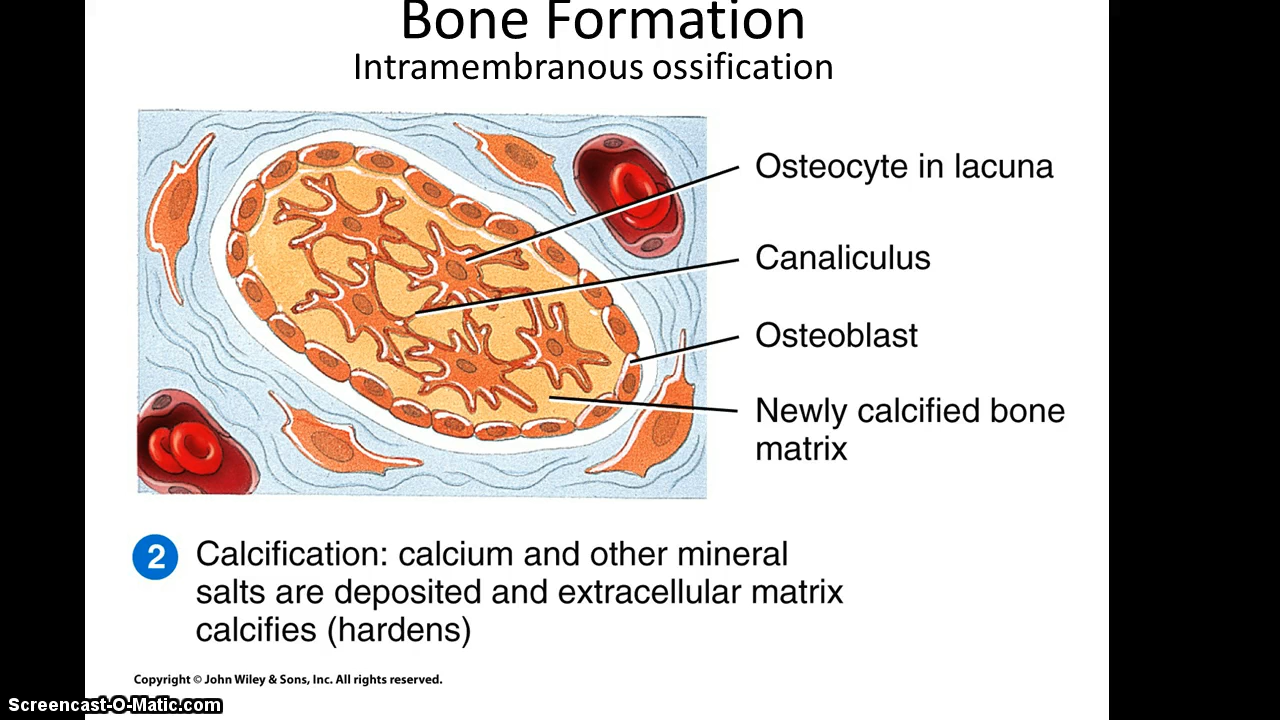 Bone Formation
Intramembranous ossification
Osteocyte in lacuna
Canaliculus
Osteoblast
Newly calcified bone
matrix
2
Calcification: calcium and other mineral
salts are deposited and extracellular matrix
calcifies (hardens)
Copyright © John Wiley & Sons, Inc. All rights reserved.
Screencast-O-Matic.com